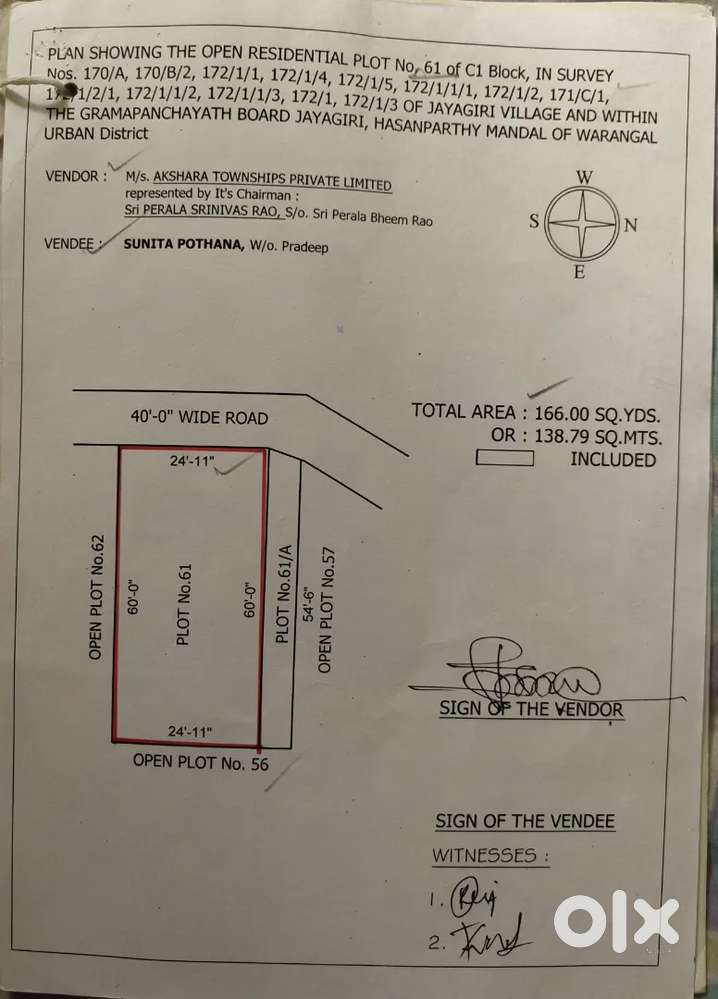 PLAN SHOWING THE OPEN RESIDENTIAL PLOT No. 61 of C1 Block, IN SURVEY
Nos. 170/A, 170/B/2, 172/1/1, 172/1/4, 172/1/5, 172/1/1/1, 172/1/2, 171/C/1,
172/1/2/1, 172/1/1/2, 172/1/1/3, 172/1, 172/1/3 OF JAYAGIRI VILLAGE AND WITHIN
THE GRAMAPANCHAYATH BOARD JAYAGIRI, HASANPARTHY MANDAL OF WARANGAL
URBAN District
VENDOR : M/s. AKSHARA TOWNSHIPS PRIVATE LIMITED
represented by It's Chairman :
Sri PERALA SRINIVAS RAO, S/o. Sri Perala Bheem Rao
VENDEE : SUNITA POTHANA, W/o. Pradeep
W
S
N
E
40'-0" WIDE ROAD
TOTAL AREA : 166.00 SQ.YDS.
OR : 138.79 SQ.MTS.
INCLUDED
24'-11"
OPEN PLOT No.62
60'-0"
PLOT No.61
60'-0"
PLOT No.61/A
54'-6"
OPEN PLOT No.57
24'-11"
OPEN PLOT No. 56
SIGN OF THE VENDOR
SIGN OF THE VENDEE
WITNESSES :
1.
2.
olx